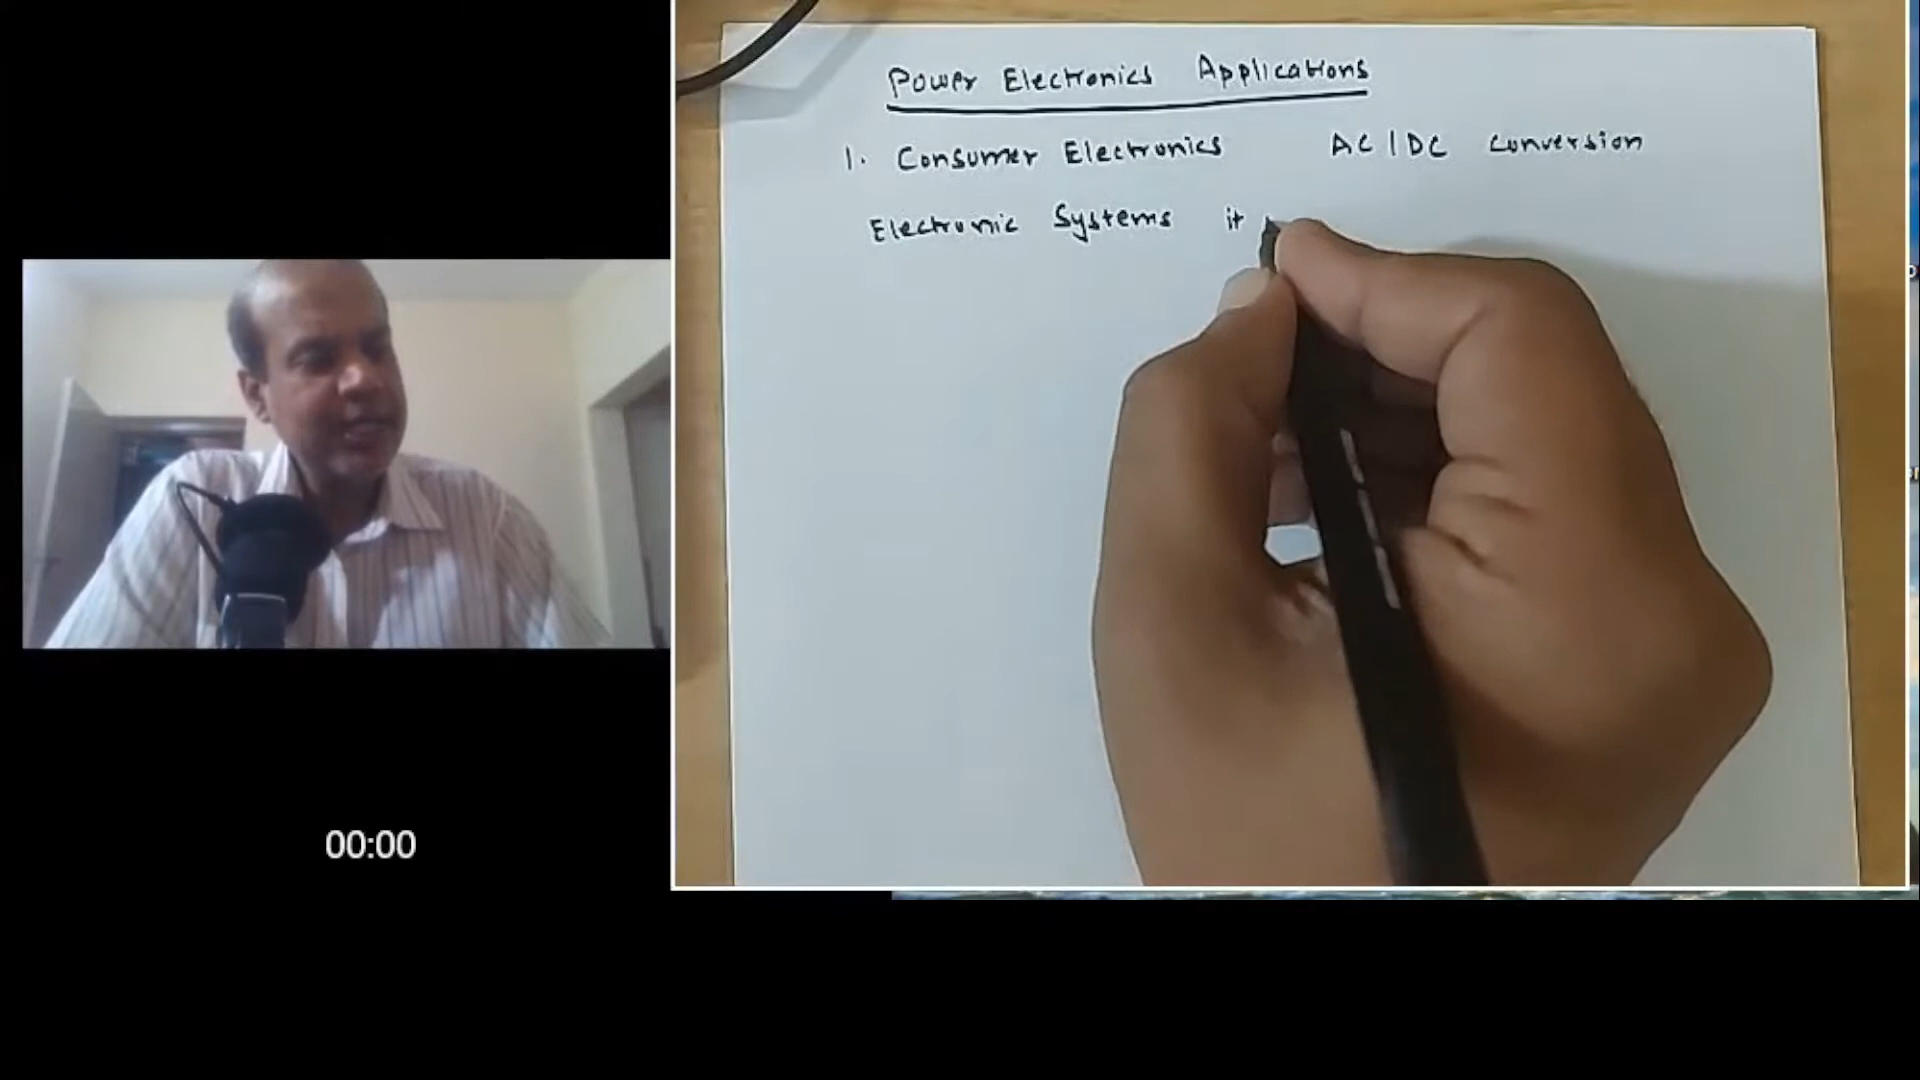 Power Electronics Applications
1. Consumer Electronics AC/DC conversion
Electronic Systems it
00:00